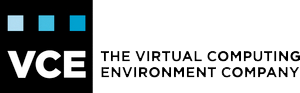 VCE
THE VIRTUAL COMPUTING
ENVIRONMENT COMPANY